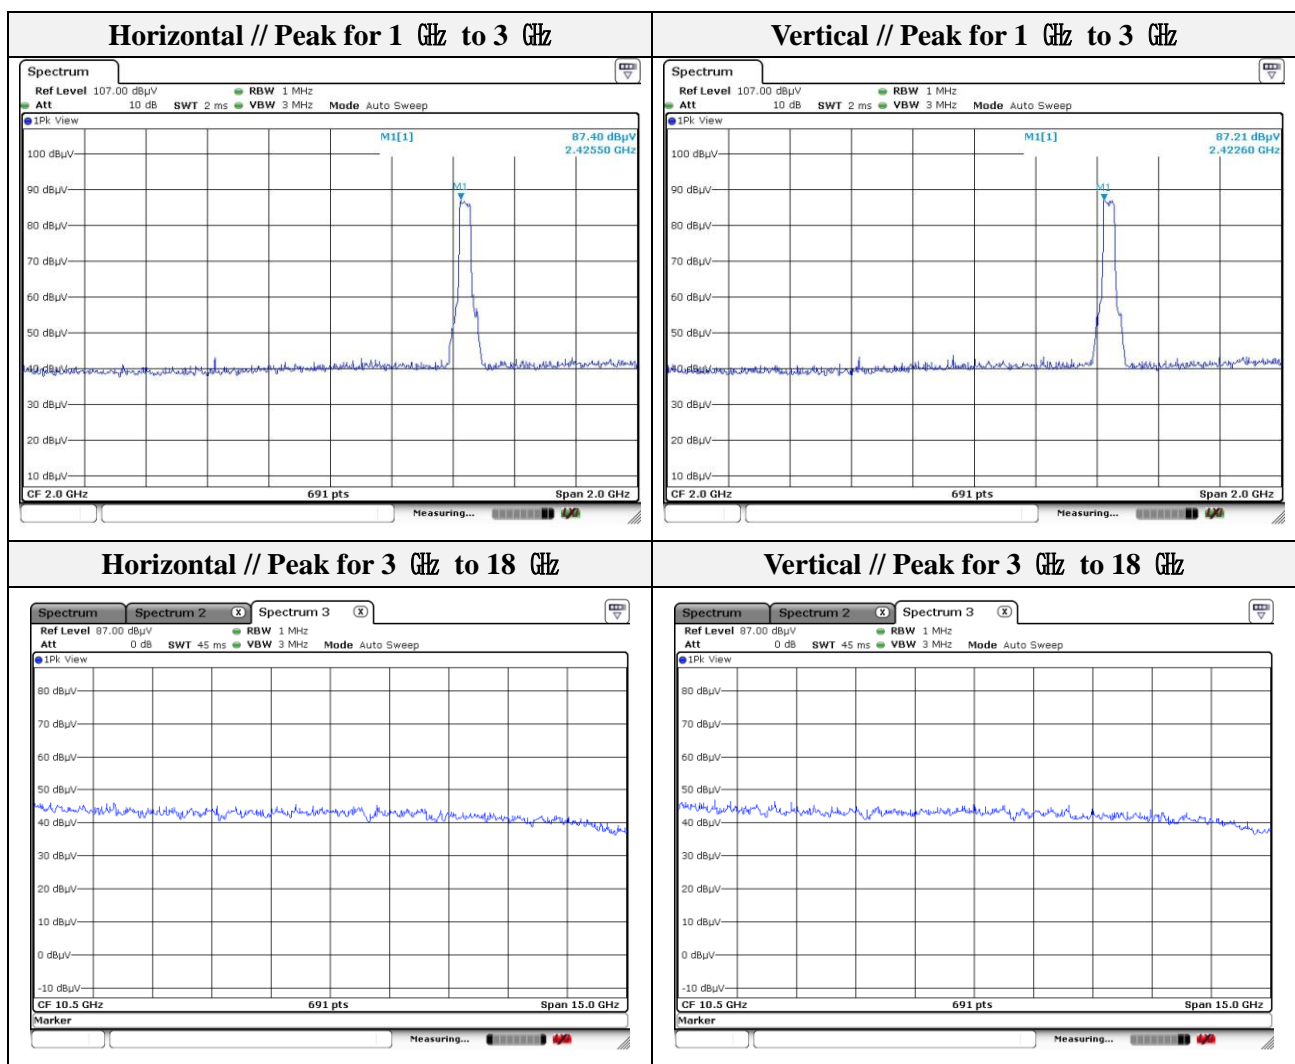 Horizontal // Peak for 1 ㎓ to 3 ㎓
Vertical // Peak for 1 ㎓ to 3 ㎓
Spectrum
Ref Level 107.00 dBµV RBW 1 MHz
Att 10 dB SWT 2 ms VBW 3 MHz Mode Auto Sweep
1Pk View
M1[1] 87.40 dBµV
2.42550 GHz
M1
100 dBµV
90 dBµV
80 dBµV
70 dBµV
60 dBµV
50 dBµV
40 dBµV
30 dBµV
20 dBµV
10 dBµV
CF 2.0 GHz 691 pts Span 2.0 GHz
Measuring...
Spectrum
Ref Level 107.00 dBµV RBW 1 MHz
Att 10 dB SWT 2 ms VBW 3 MHz Mode Auto Sweep
1Pk View
M1[1] 87.21 dBµV
2.42260 GHz
M1
100 dBµV
90 dBµV
80 dBµV
70 dBµV
60 dBµV
50 dBµV
40 dBµV
30 dBµV
20 dBµV
10 dBµV
CF 2.0 GHz 691 pts Span 2.0 GHz
Measuring...
Horizontal // Peak for 3 ㎓ to 18 ㎓
Vertical // Peak for 3 ㎓ to 18 ㎓
Spectrum Spectrum 2 X Spectrum 3 X
Ref Level 87.00 dBµV RBW 1 MHz
Att 0 dB SWT 45 ms VBW 3 MHz Mode Auto Sweep
1Pk View
80 dBµV
70 dBµV
60 dBµV
50 dBµV
40 dBµV
30 dBµV
20 dBµV
10 dBµV
0 dBµV
-10 dBµV
CF 10.5 GHz 691 pts Span 15.0 GHz
Marker
Measuring...
Spectrum Spectrum 2 X Spectrum 3 X
Ref Level 87.00 dBµV RBW 1 MHz
Att 0 dB SWT 45 ms VBW 3 MHz Mode Auto Sweep
1Pk View
80 dBµV
70 dBµV
60 dBµV
50 dBµV
40 dBµV
30 dBµV
20 dBµV
10 dBµV
0 dBµV
-10 dBµV
CF 10.5 GHz 691 pts Span 15.0 GHz
Marker
Measuring...